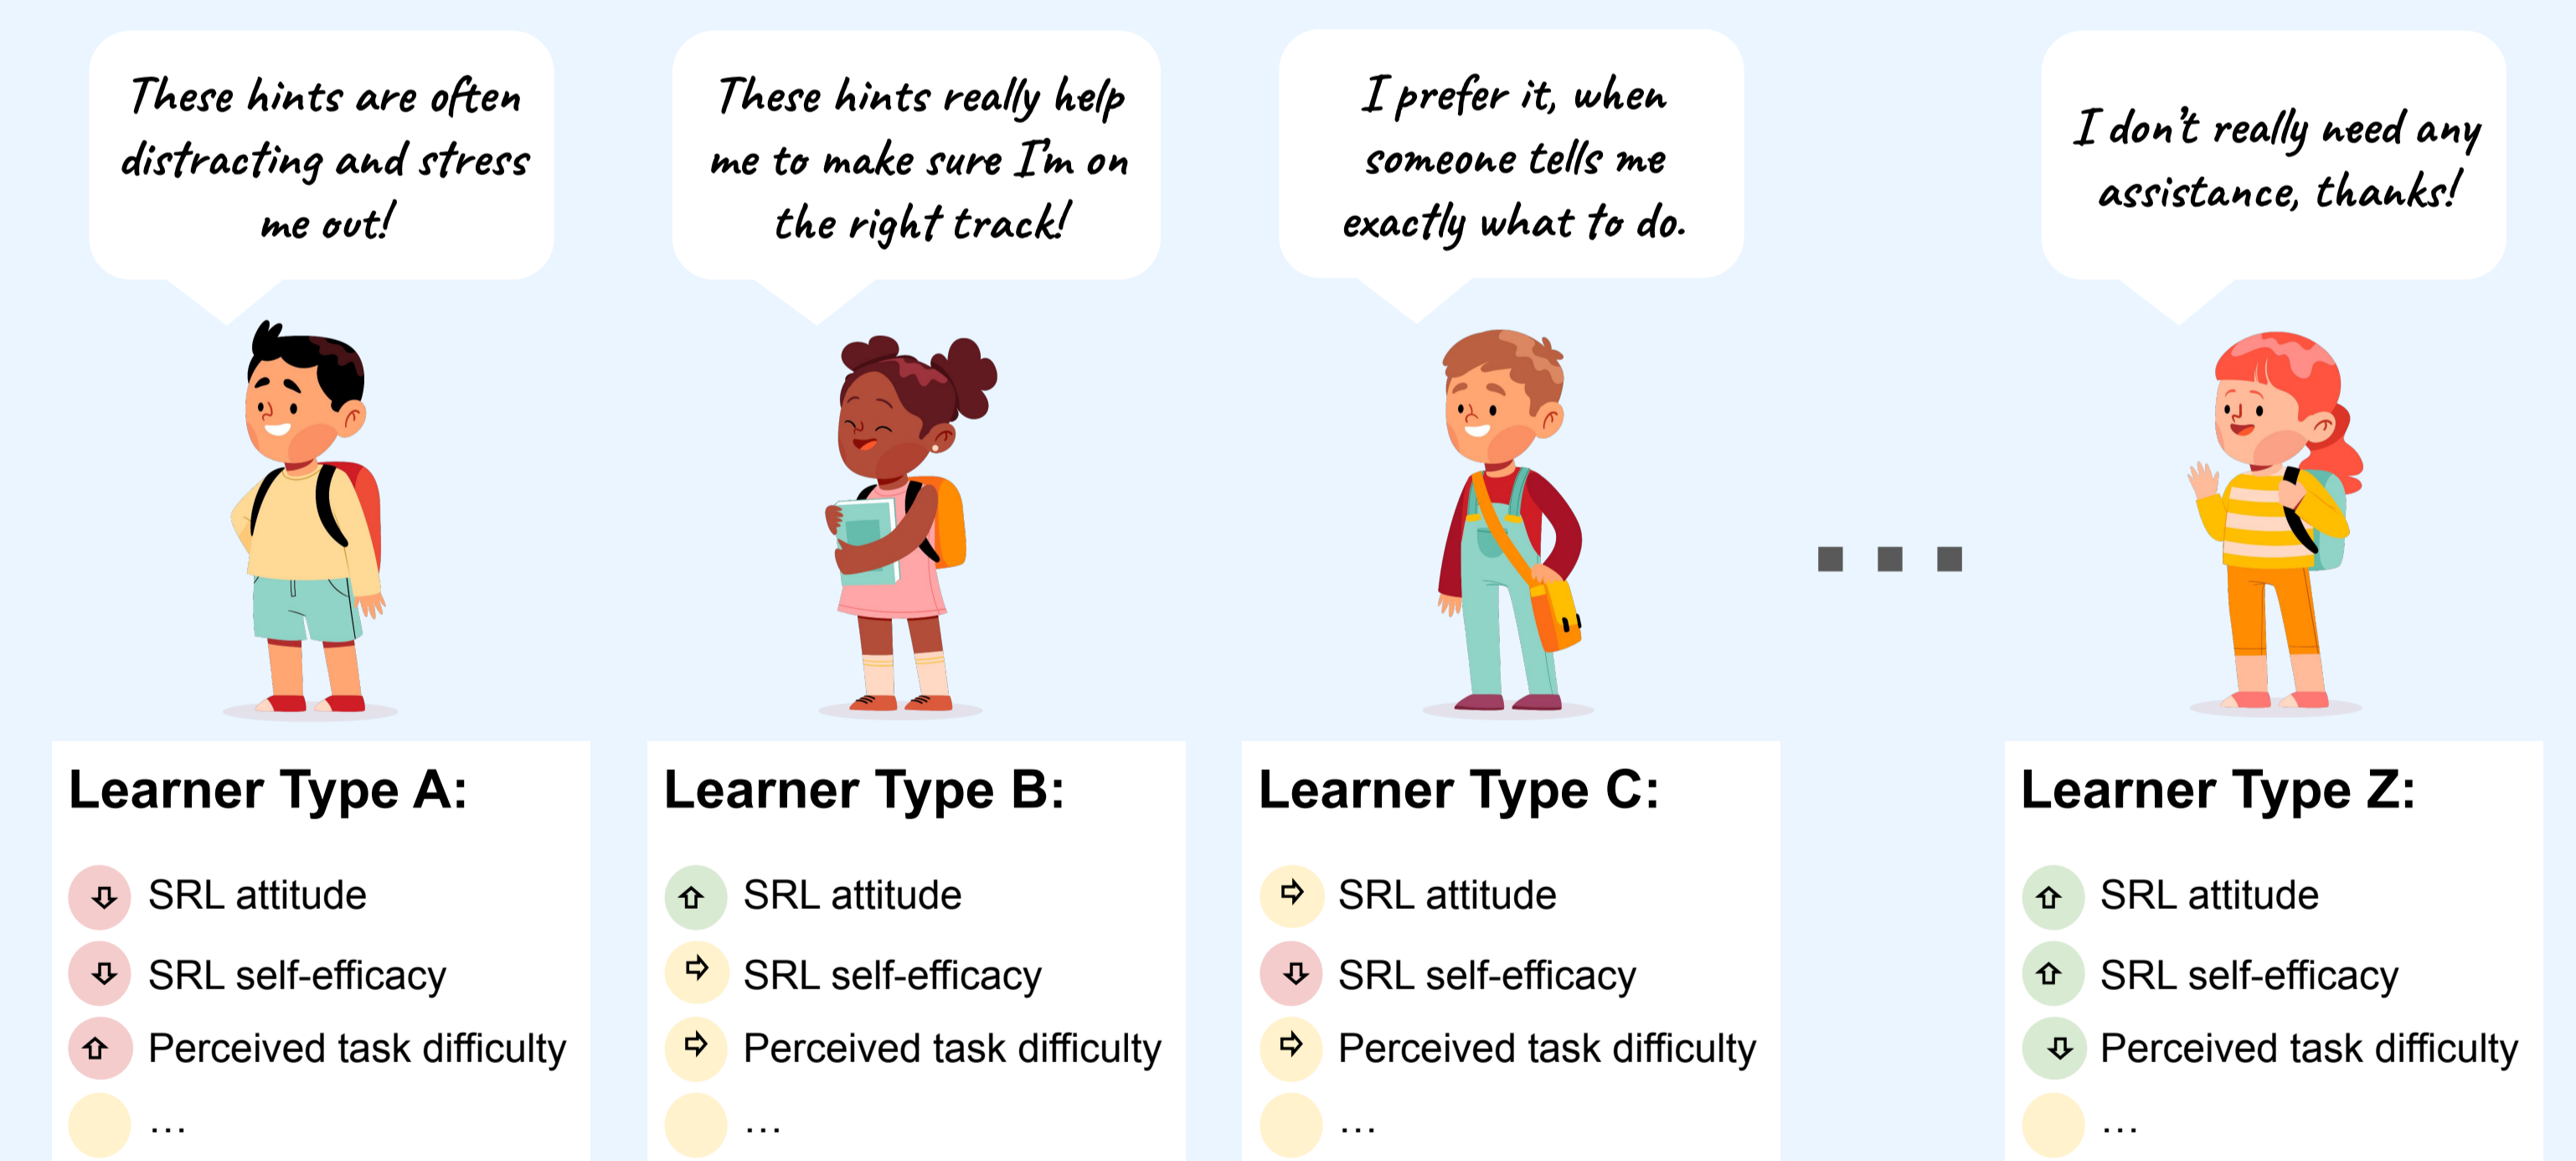 These hints are often
distracting and stress
me out!
These hints really help
me to make sure I'm on
the right track!
I prefer it, when
someone tells me
exactly what to do.
I don't really need any
assistance, thanks!
Learner Type A:
SRL attitude
SRL self-efficacy
Perceived task difficulty
...
Learner Type B:
SRL attitude
SRL self-efficacy
Perceived task difficulty
...
Learner Type C:
SRL attitude
SRL self-efficacy
Perceived task difficulty
...
Learner Type Z:
SRL attitude
SRL self-efficacy
Perceived task difficulty
...